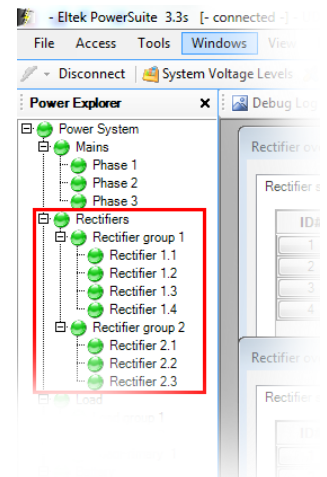 - Eltek PowerSuite 3.3s [- connected -]
File Access Tools Windows View
Disconnect System Voltage Levels
Power Explorer x Debug Log
Power System
Mains
Phase 1
Phase 2
Phase 3
Rectifiers
Rectifier group 1
Rectifier 1.1
Rectifier 1.2
Rectifier 1.3
Rectifier 1.4
Rectifier group 2
Rectifier 2.1
Rectifier 2.2
Rectifier 2.3
Load
group 1
Rectifier ov
Rectifier s
ID#
1
2
3
4
Rectifier ov
Rectifier s